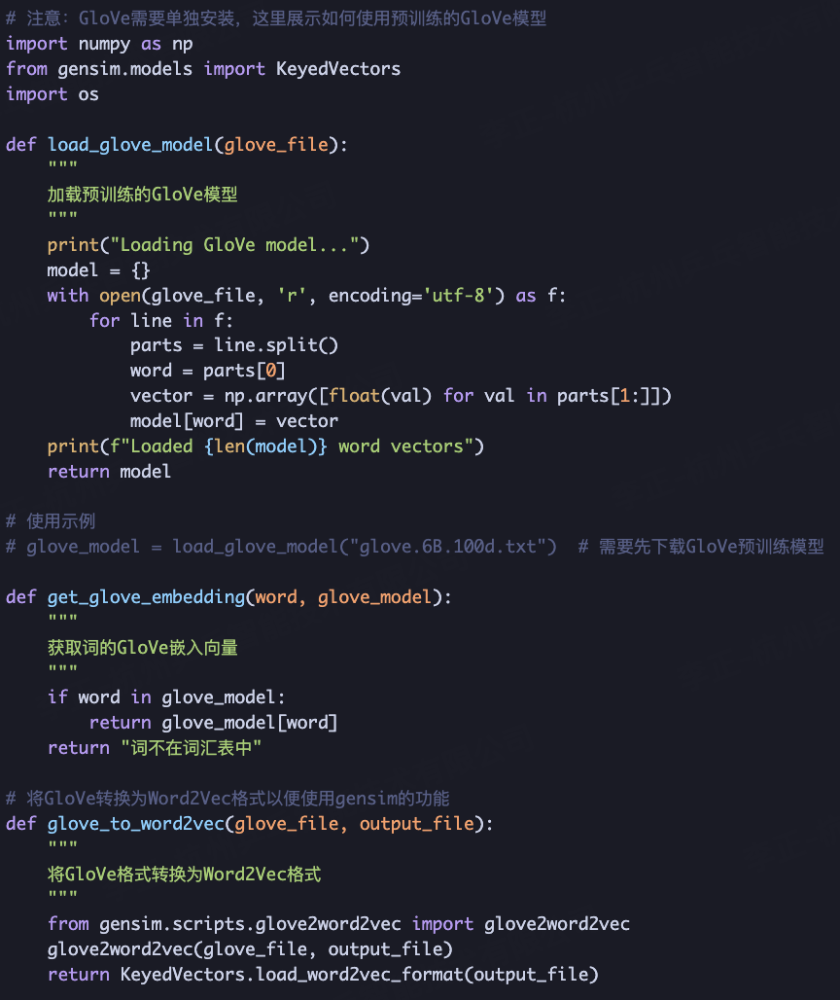 # 注意：GloVe需要单独安装，这里展示如何使用预训练的GloVe模型
import numpy as np
from gensim.models import KeyedVectors
import os

def load_glove_model(glove_file):
    """
    加载预训练的GloVe模型
    """
    print("Loading GloVe model...")
    model = {}
    with open(glove_file, 'r', encoding='utf-8') as f:
        for line in f:
            parts = line.split()
            word = parts[0]
            vector = np.array([float(val) for val in parts[1:]])
            model[word] = vector
    print(f"Loaded {len(model)} word vectors")
    return model

# 使用示例
# glove_model = load_glove_model("glove.6B.100d.txt")  # 需要先下载GloVe预训练模型

def get_glove_embedding(word, glove_model):
    """
    获取词的GloVe嵌入向量
    """
    if word in glove_model:
        return glove_model[word]
    return "词不在词汇表中"

# 将GloVe转换为Word2Vec格式以便使用gensim的功能
def glove_to_word2vec(glove_file, output_file):
    """
    将GloVe格式转换为Word2Vec格式
    """
    from gensim.scripts.glove2word2vec import glove2word2vec
    glove2word2vec(glove_file, output_file)
    return KeyedVectors.load_word2vec_format(output_file)